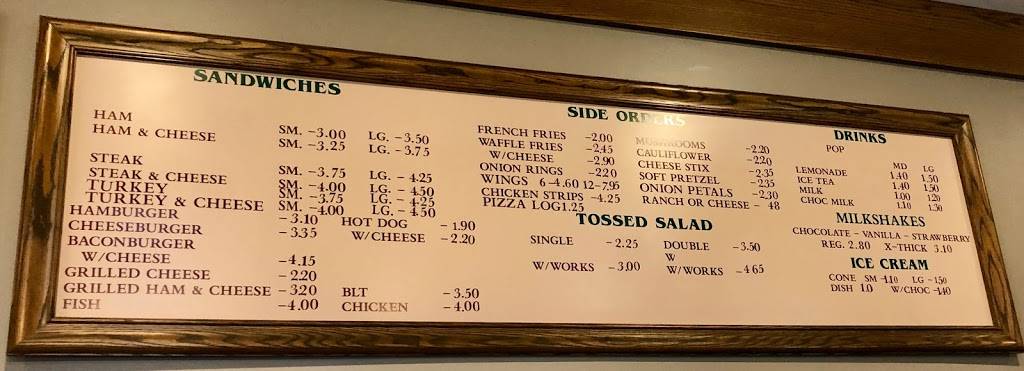 SANDWICHES
HAM SM. -3.00 LG. -3.50
HAM & CHEESE SM. -3.25 LG. -3.75
STEAK SM. -3.75 LG. -4.25
STEAK & CHEESE SM. -4.00 LG. -4.50
TURKEY SM. -3.75 LG. -4.25
TURKEY & CHEESE SM. -4.00 LG. -4.50
HAMBURGER -3.10 HOT DOG -1.90
CHEESEBURGER -3.35 W/CHEESE -2.20
BACONBURGER
W/CHEESE -4.15
GRILLED CHEESE -2.20
GRILLED HAM & CHEESE -320 BLT -3.50
FISH -4.00 CHICKEN -4.00
SIDE ORDERS
FRENCH FRIES -2.00
WAFFLE FRIES -2.45
W/CHEESE -2.90
ONION RINGS -220
WINGS 6-4.60 12-7.95
CHICKEN STRIPS -4.25
PIZZA LOG 1.25
MUSHROOMS -2.20
CAULIFLOWER -2.20
CHEESE STIX -2.35
SOFT PRETZEL -2.35
ONION PETALS -2.30
RANCH OR CHEESE - 48
TOSSED SALAD
SINGLE -2.25 DOUBLE -3.50
W
W/WORKS -3.00 W/WORKS -4.65
DRINKS
POP
MD LG
LEMONADE 1.40 1.50
ICE TEA 1.40 1.50
MILK 1.00 1.20
CHOC MILK 1.10 1.30
MILKSHAKES
CHOCOLATE - VANILLA - STRAWBERRY
REG. 2.80 X-THICK 3.10
ICE CREAM
CONE SM -1.10 LG -1.50
DISH 1.0 W/CHOC -1.40